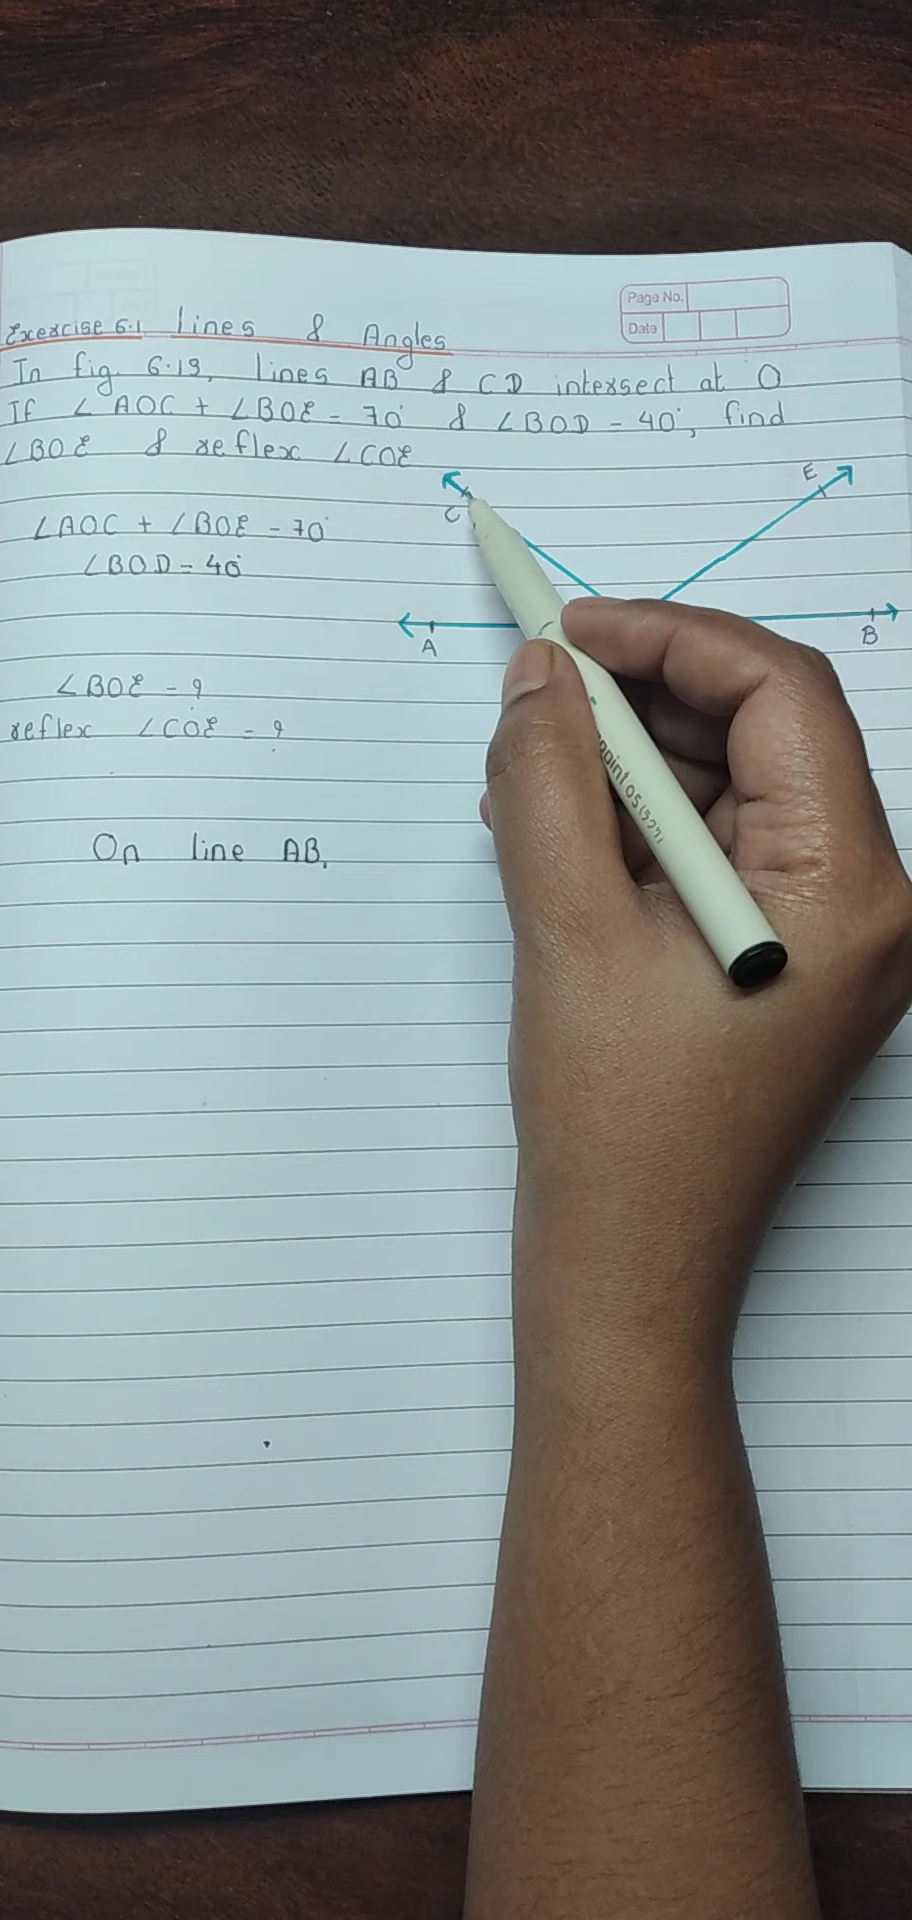 Page No.
Date
Exercise 6.1 Lines & Angles
In fig. 6.13, lines AB & CD intersect at O
If ∠AOC + ∠BOE = 70° & ∠BOD = 40°, find
∠BOE & reflex ∠COE
E
C
∠AOC + ∠BOE = 70°
∠BOD = 40°
A
B
∠BOE = ?
reflex ∠COE = ?
On line AB,
05 (527)